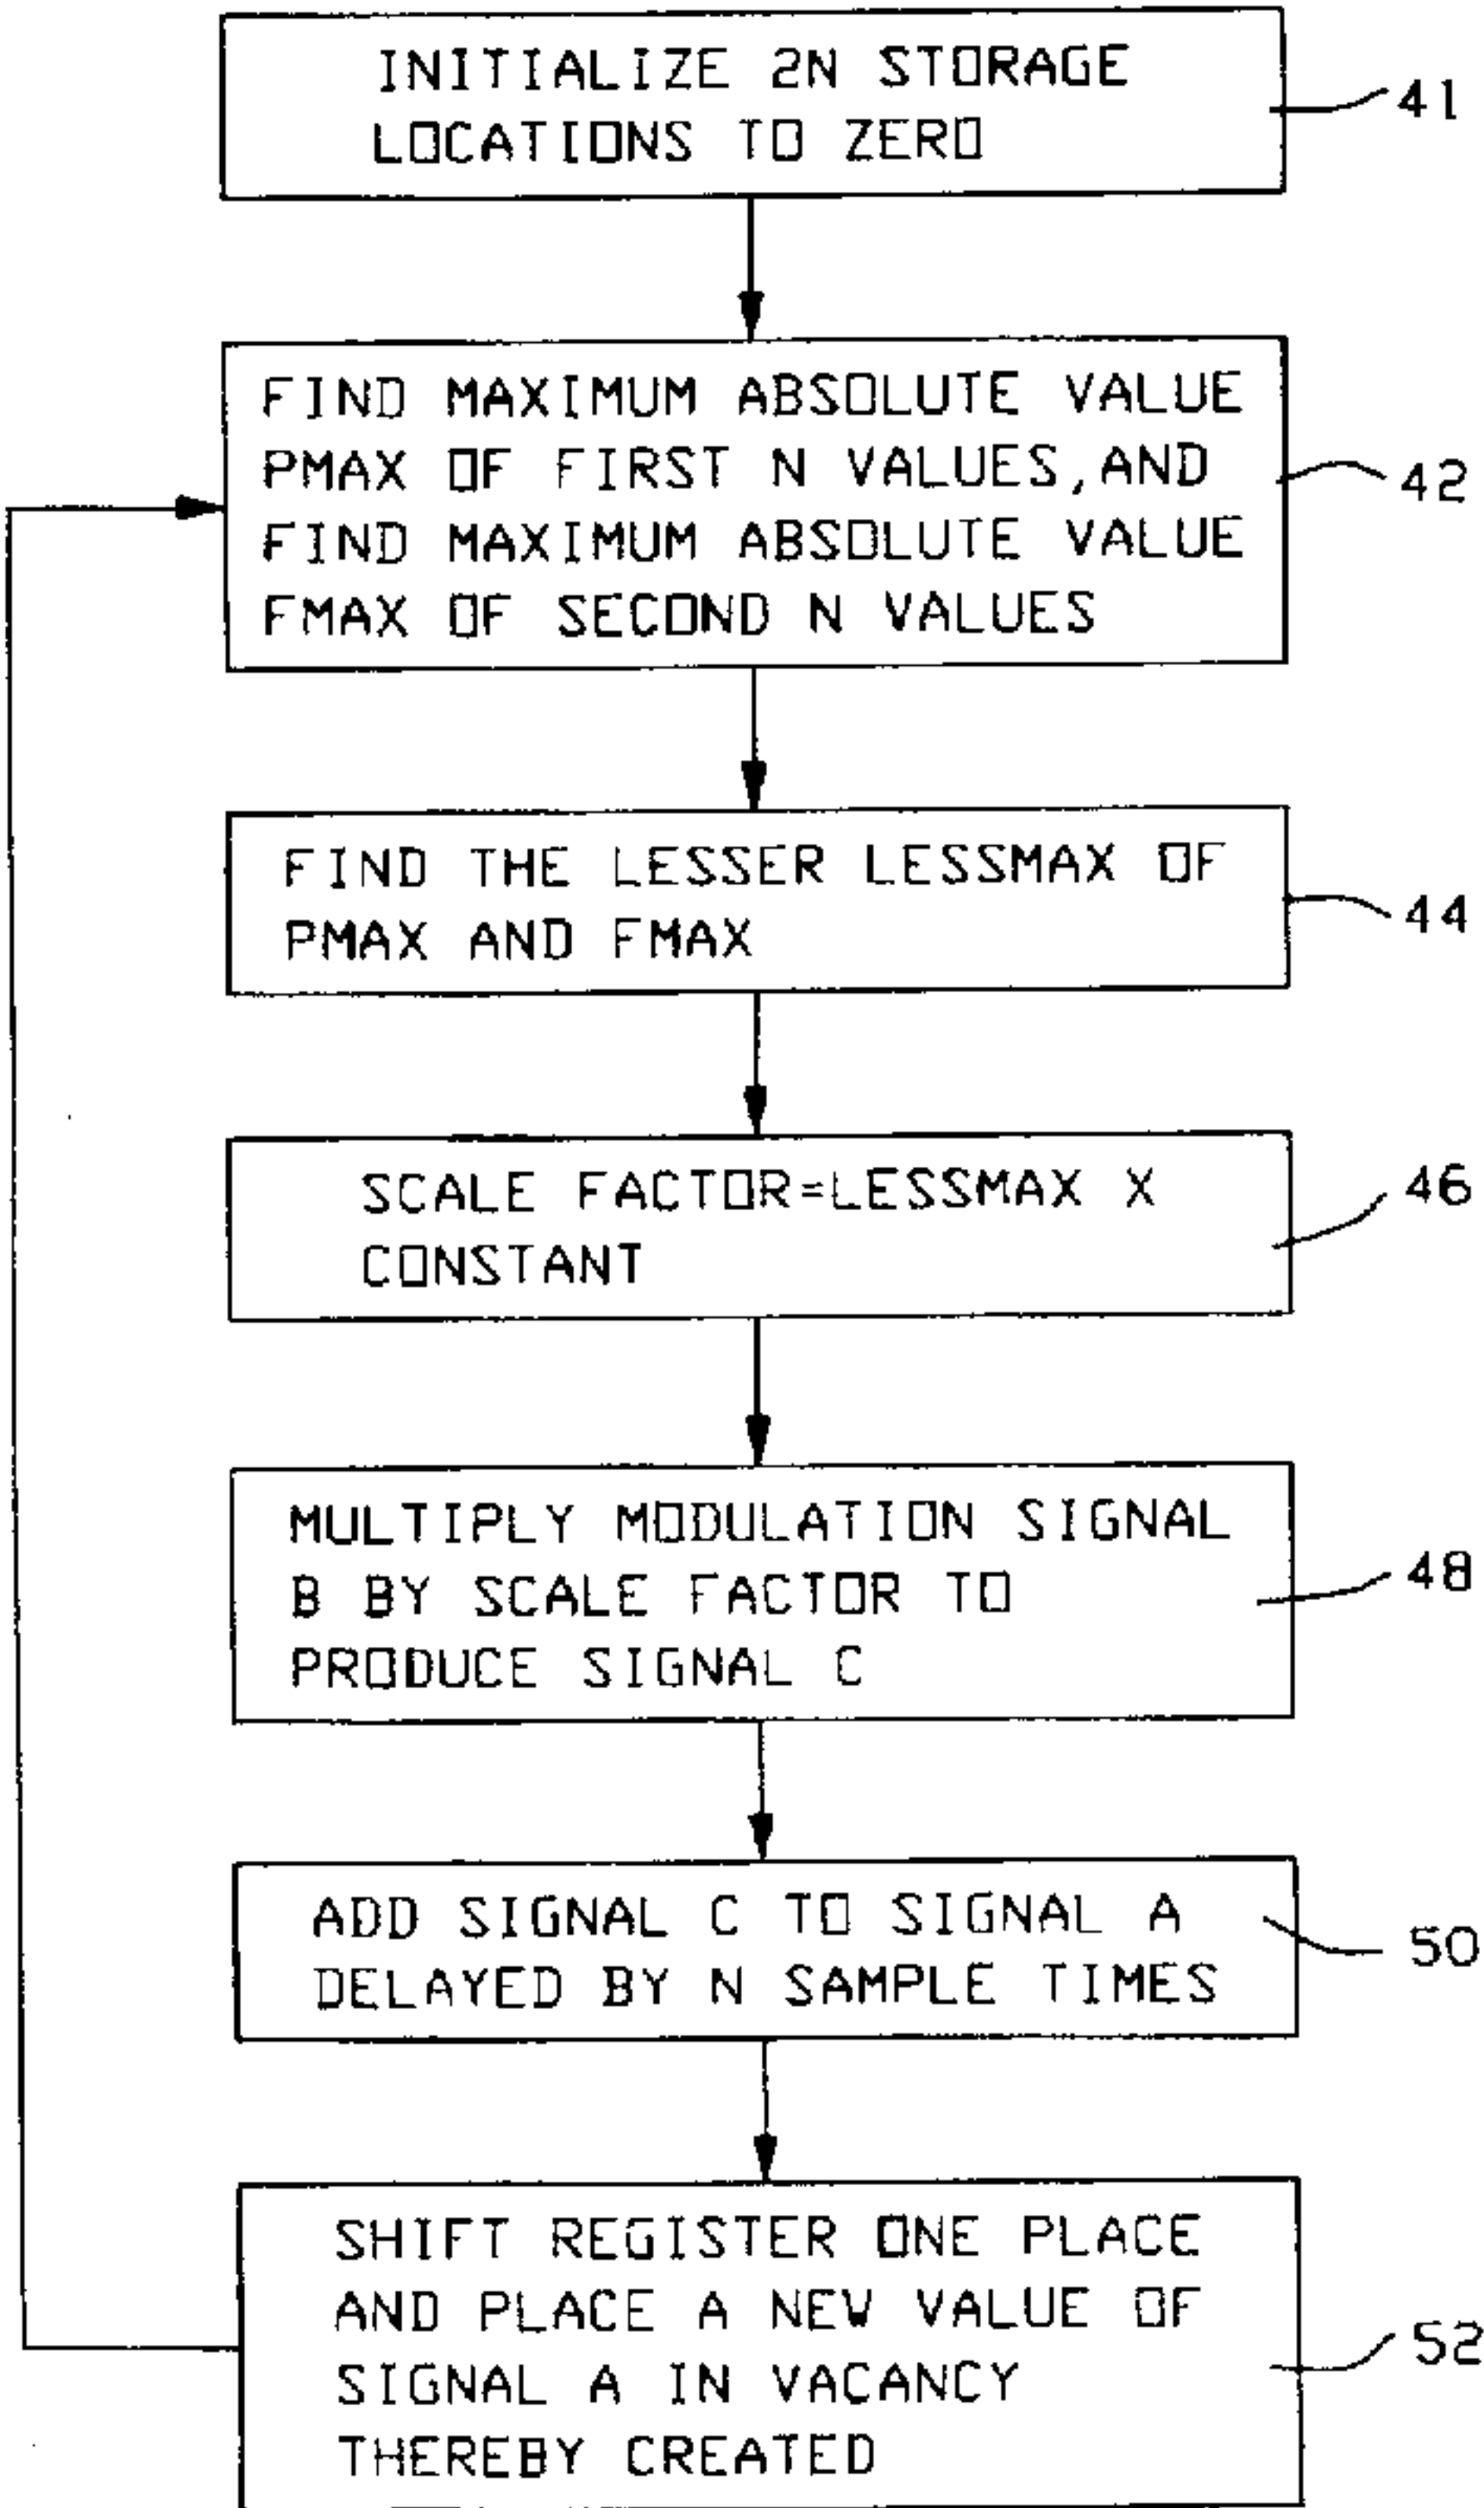 INITIALIZE 2N STORAGE
LOCATIONS TO ZERO
41
FIND MAXIMUM ABSOLUTE VALUE
PMAX OF FIRST N VALUES, AND
FIND MAXIMUM ABSOLUTE VALUE
FMAX OF SECOND N VALUES
42
FIND THE LESSER LESSMAX OF
PMAX AND FMAX
44
SCALE FACTOR=LESSMAX X
CONSTANT
46
MULTIPLY MODULATION SIGNAL
B BY SCALE FACTOR TO
PRODUCE SIGNAL C
48
ADD SIGNAL C TO SIGNAL A
DELAYED BY N SAMPLE TIMES
50
SHIFT REGISTER ONE PLACE
AND PLACE A NEW VALUE OF
SIGNAL A IN VACANCY
THEREBY CREATED
52